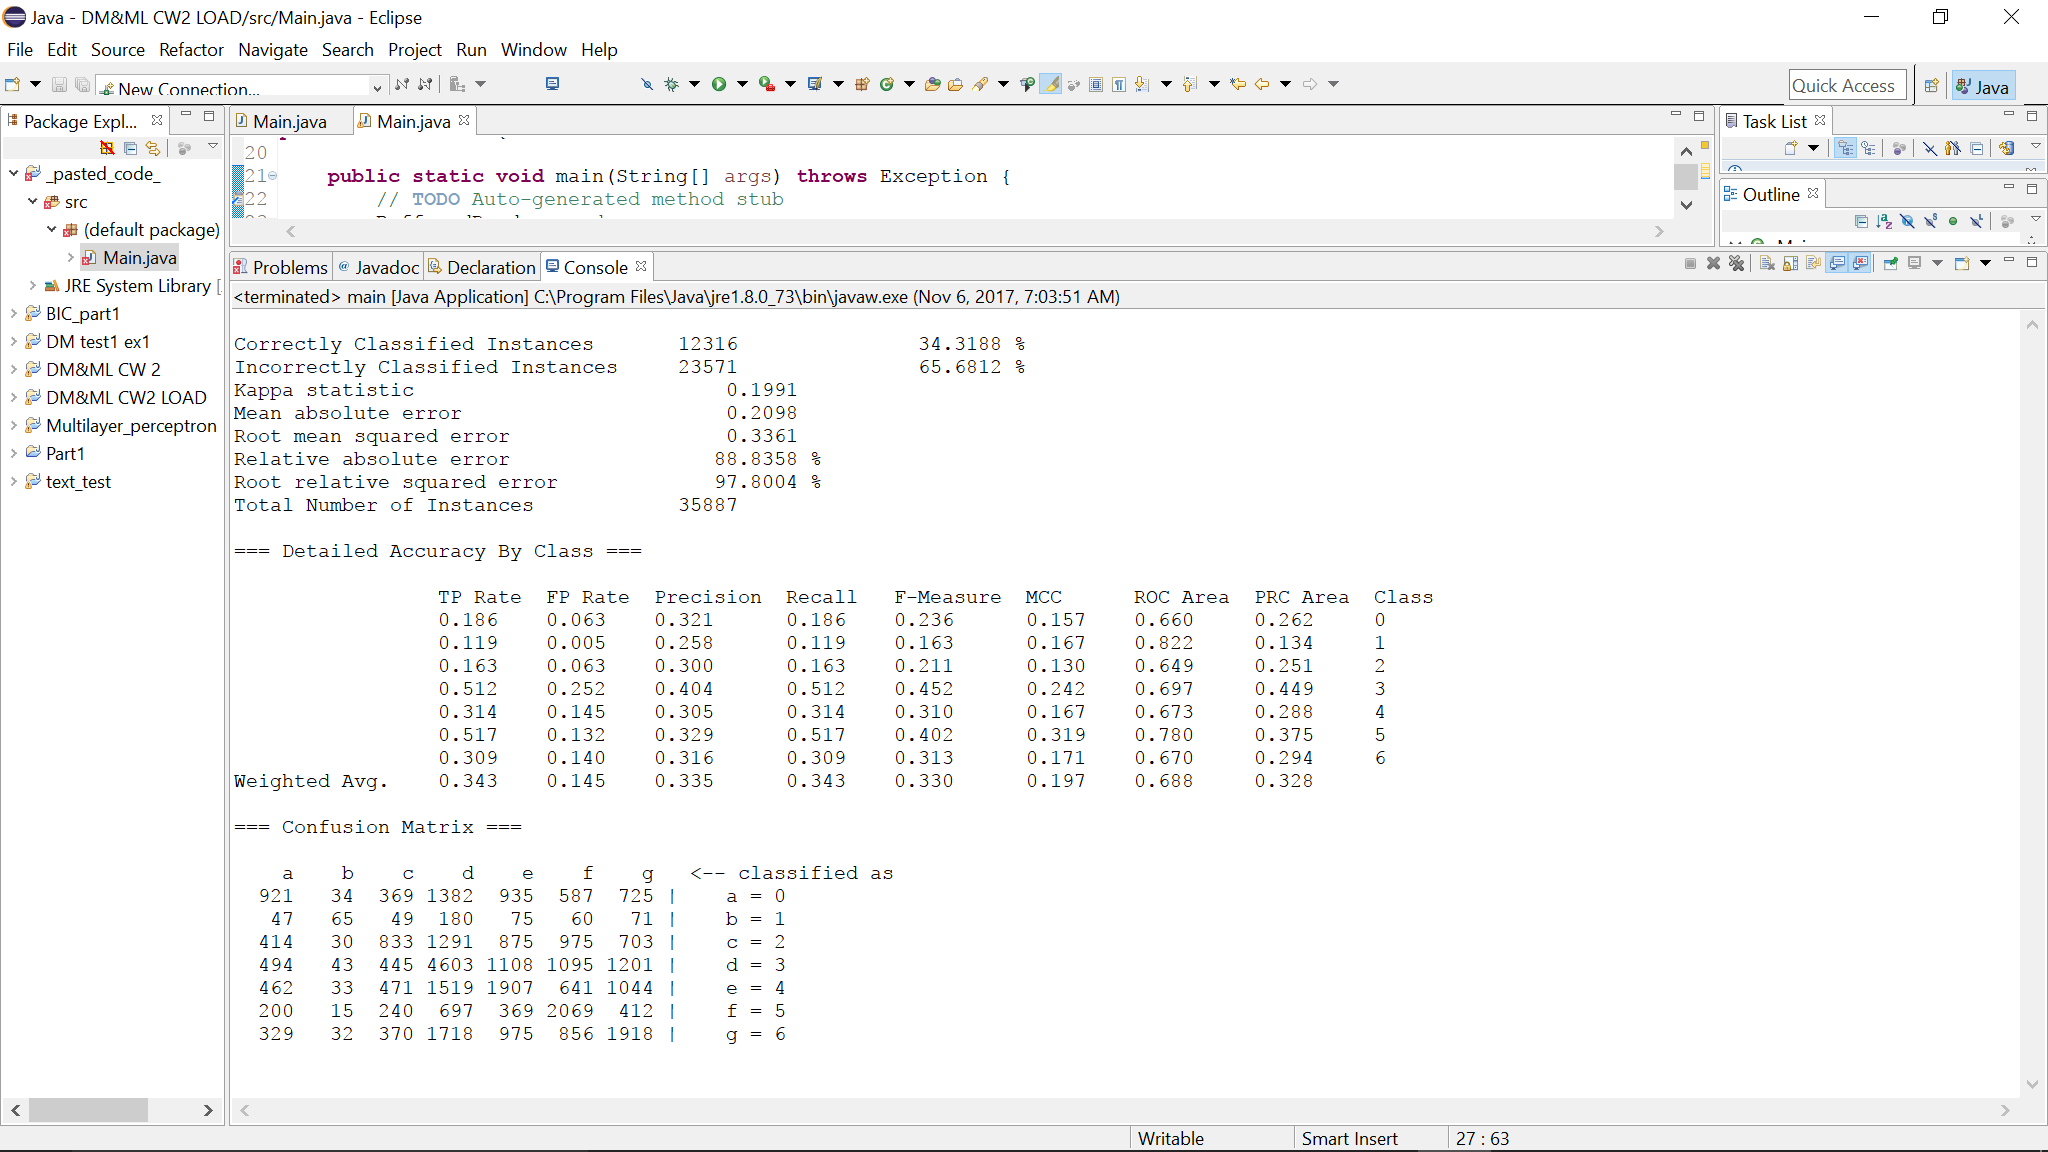 Java - DM&ML CW2 LOAD/src/Main.java - Eclipse
File Edit Source Refactor Navigate Search Project Run Window Help
New Connection...
Quick Access
Java
Package Expl...
_pasted_code_
src
(default package)
Main.java
JRE System Library [
BIC_part1
DM test1 ex1
DM&ML CW 2
DM&ML CW2 LOAD
Multilayer_perceptron
Part1
text_test
Main.java Main.java
20
21 public static void main(String[] args) throws Exception {
22 // TODO Auto-generated method stub
Task List
Outline
Problems @ Javadoc Declaration Console
<terminated> main [Java Application] C:\Program Files\Java\jre1.8.0_73\bin\javaw.exe (Nov 6, 2017, 7:03:51 AM)
Correctly Classified Instances 12316 34.3188 %
Incorrectly Classified Instances 23571 65.6812 %
Kappa statistic 0.1991
Mean absolute error 0.2098
Root mean squared error 0.3361
Relative absolute error 88.8358 %
Root relative squared error 97.8004 %
Total Number of Instances 35887
=== Detailed Accuracy By Class ===
TP Rate FP Rate Precision Recall F-Measure MCC ROC Area PRC Area Class
0.186 0.063 0.321 0.186 0.236 0.157 0.660 0.262 0
0.119 0.005 0.258 0.119 0.163 0.167 0.822 0.134 1
0.163 0.063 0.300 0.163 0.211 0.130 0.649 0.251 2
0.512 0.252 0.404 0.512 0.452 0.242 0.697 0.449 3
0.314 0.145 0.305 0.314 0.310 0.167 0.673 0.288 4
0.517 0.132 0.329 0.517 0.402 0.319 0.780 0.375 5
0.309 0.140 0.316 0.309 0.313 0.171 0.670 0.294 6
Weighted Avg. 0.343 0.145 0.335 0.343 0.330 0.197 0.688 0.328
=== Confusion Matrix ===
a b c d e f g <-- classified as
921 34 369 1382 935 587 725 | a = 0
47 65 49 180 75 60 71 | b = 1
414 30 833 1291 875 975 703 | c = 2
494 43 445 4603 1108 1095 1201 | d = 3
462 33 471 1519 1907 641 1044 | e = 4
200 15 240 697 369 2069 412 | f = 5
329 32 370 1718 975 856 1918 | g = 6
Writable Smart Insert 27 : 63